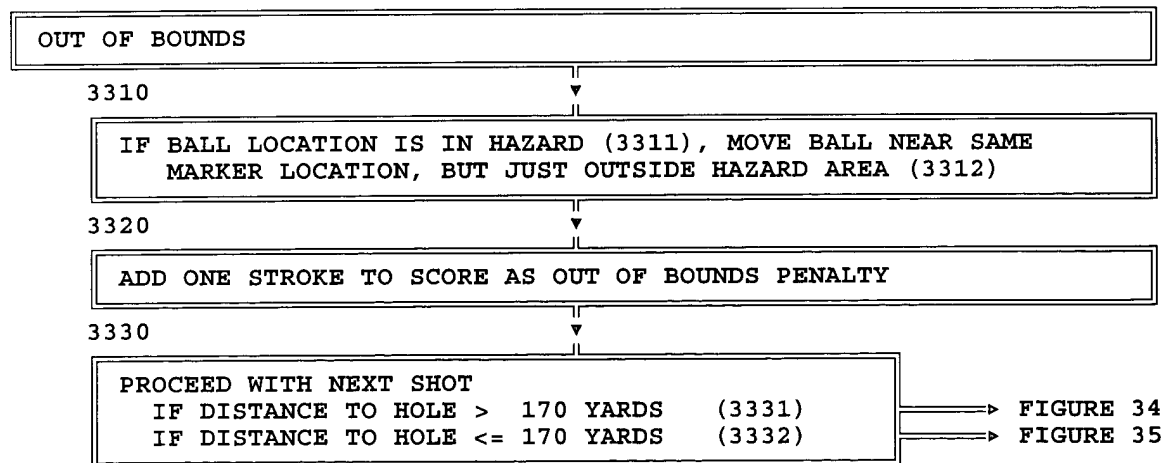 OUT OF BOUNDS
3310
IF BALL LOCATION IS IN HAZARD (3311), MOVE BALL NEAR SAME
MARKER LOCATION, BUT JUST OUTSIDE HAZARD AREA (3312)
3320
ADD ONE STROKE TO SCORE AS OUT OF BOUNDS PENALTY
3330
PROCEED WITH NEXT SHOT
IF DISTANCE TO HOLE > 170 YARDS (3331) FIGURE 34
IF DISTANCE TO HOLE <= 170 YARDS (3332) FIGURE 35